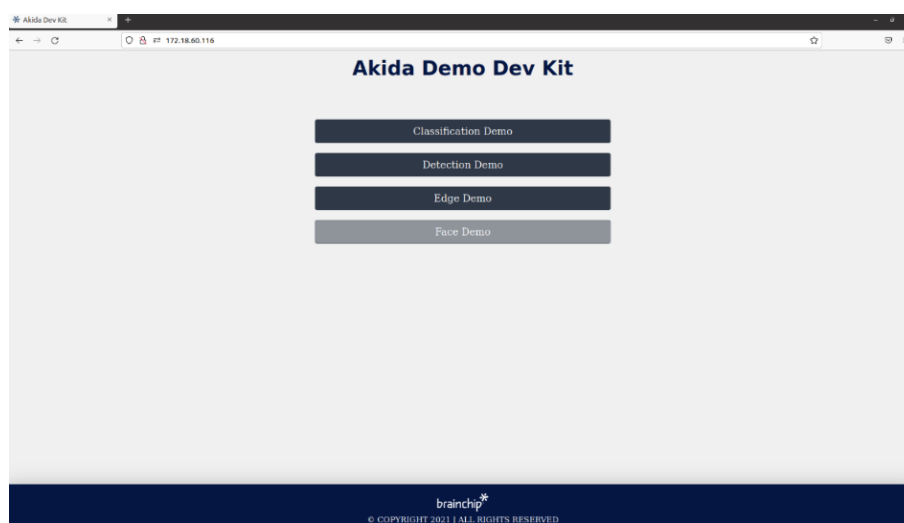 Akida Dev Kit
172.18.60.116
Akida Demo Dev Kit
Classification Demo
Detection Demo
Edge Demo
Face Demo
brainchip
© COPYRIGHT 2021 | ALL RIGHTS RESERVED